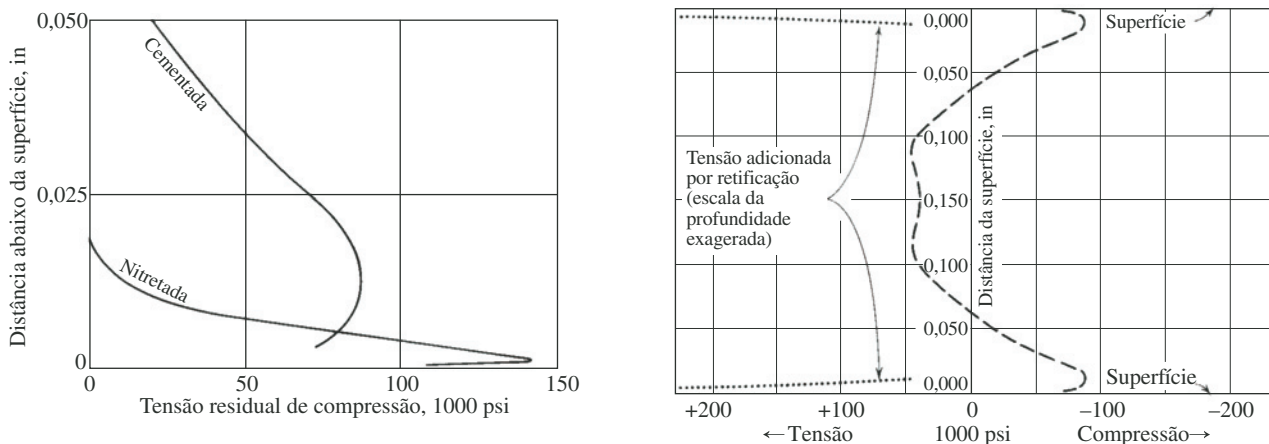 0,050
Distância abaixo da superfície, in
0,025
0
Cementada
Nitretada
0
50
100
150
Tensão residual de compressão, 1000 psi
0,000
Superfície
0,050
0,100
Tensão adicionada
por retificação
(escala da
profundidade
exagerada)
0,150
Distância da superfície, in
0,100
0,050
0,000
Superfície
+200
+100
0
–100
–200
←Tensão
1000 psi
Compressão→